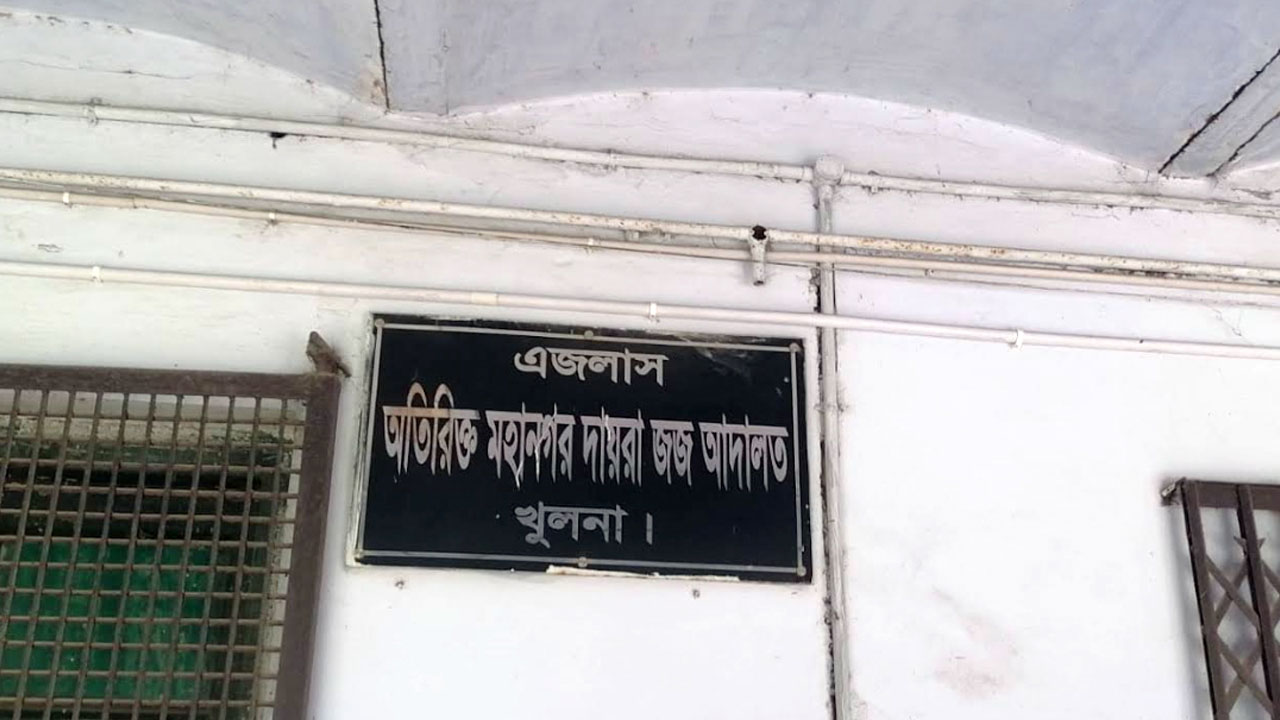 এজলাস
অতিরিক্ত মহানগর দায়রা জজ আদালত
খুলনা।